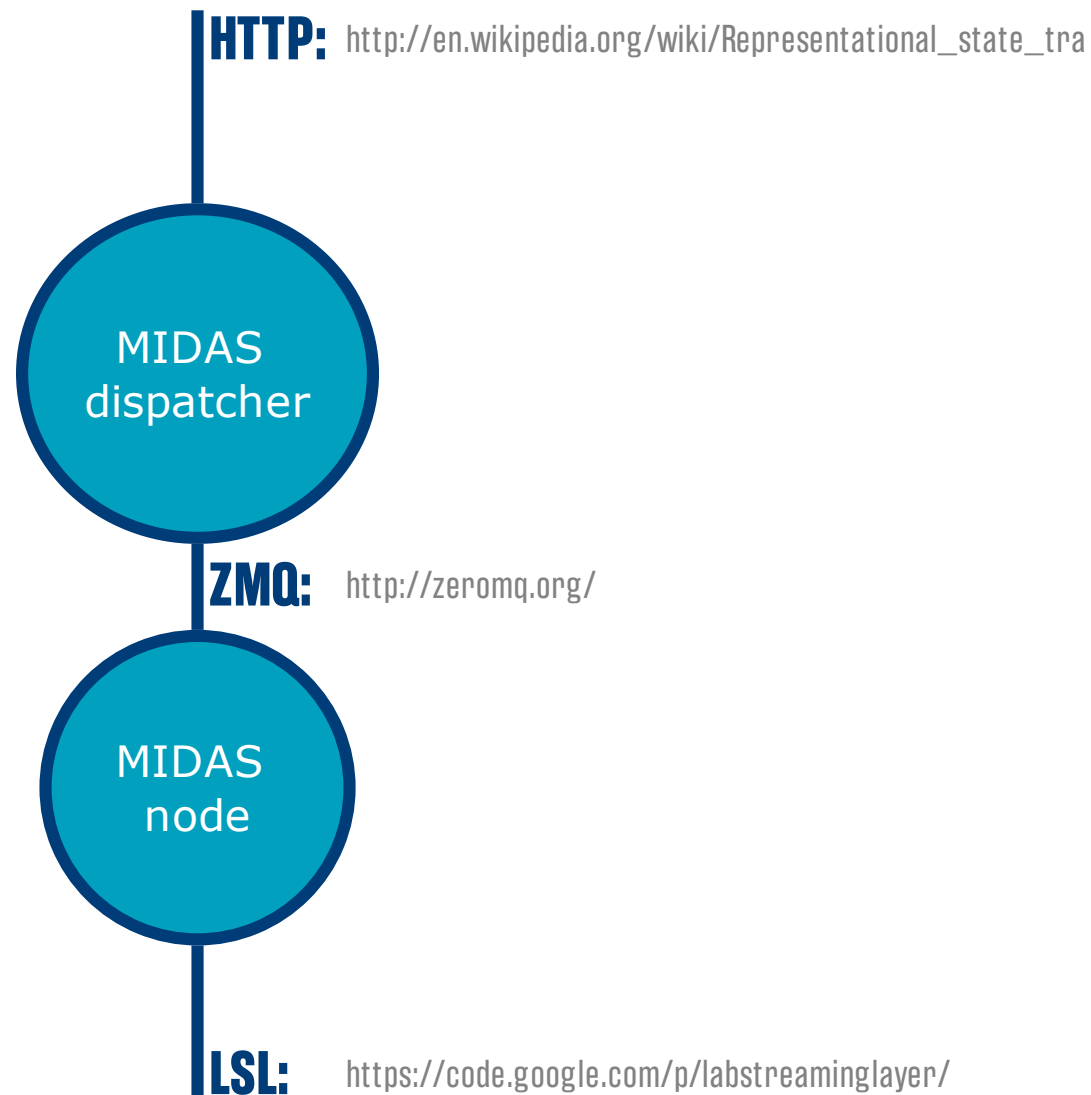 HTTP: http://en.wikipedia.org/wiki/Representational_state_tra
MIDAS
dispatcher
ZMQ: http://zeromq.org/
MIDAS
node
LSL: https://code.google.com/p/labstreaminglayer/